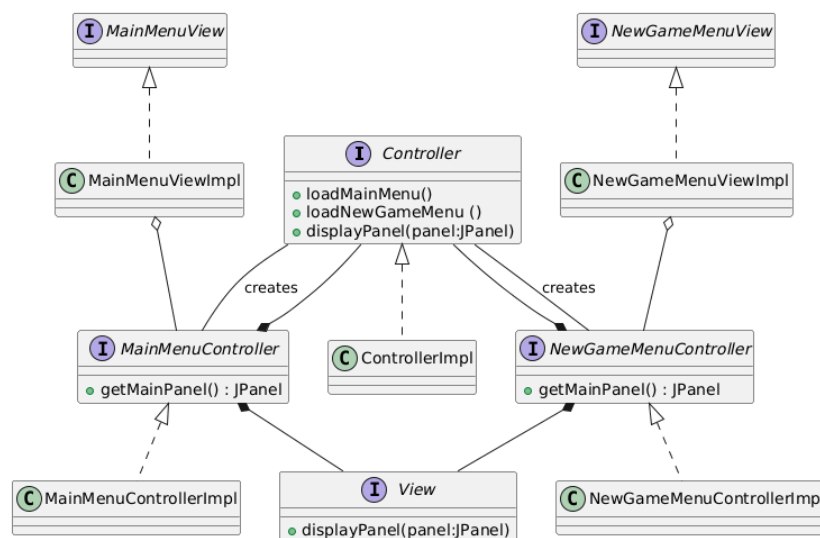 I MainMenuView
I NewGameMenuView
I Controller
loadMainMenu()
loadNewGameMenu ()
displayPanel(panel:JPanel)
C MainMenuViewImpl
C NewGameMenuViewImpl
creates
creates
I MainMenuController
getMainPanel() : JPanel
C ControllerImpl
I NewGameMenuController
getMainPanel() : JPanel
C MainMenuControllerImpl
I View
displayPanel(panel:JPanel)
C NewGameMenuControllerImpl